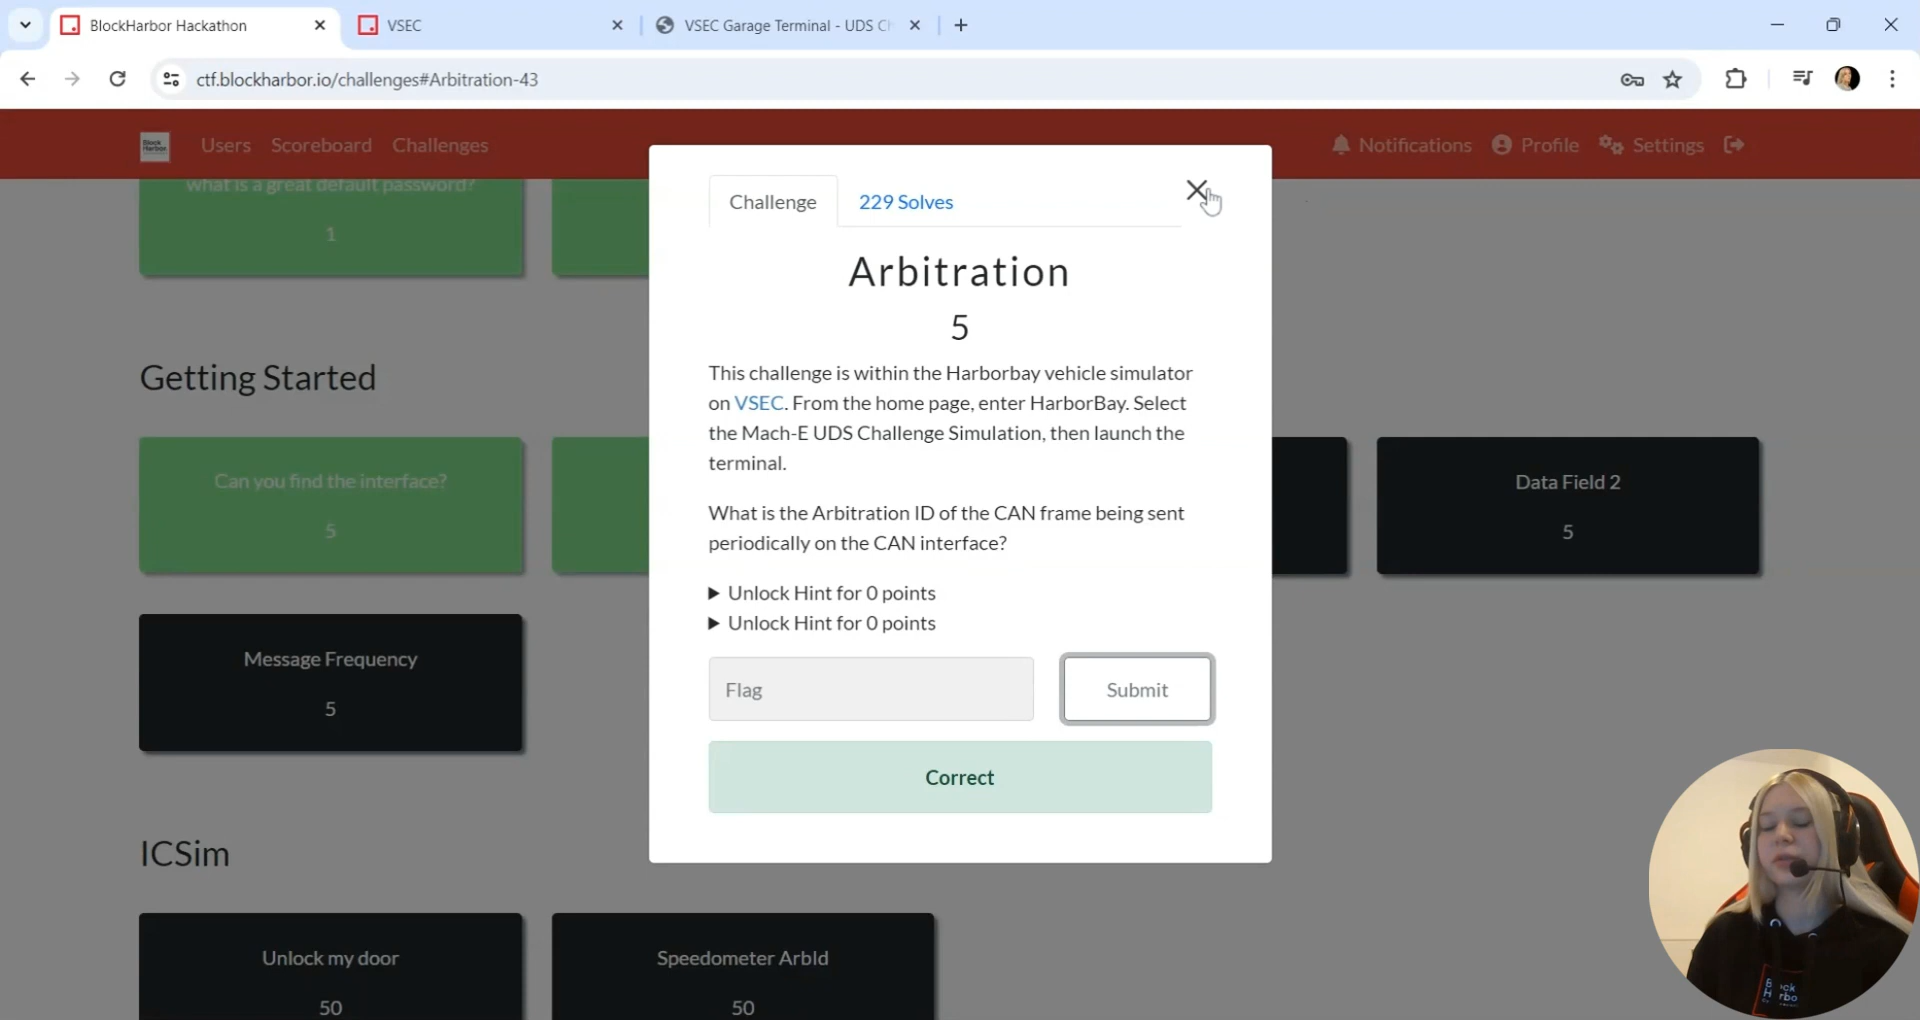 BlockHarbor Hackathon
VSEC
VSEC Garage Terminal - UDS Ch
ctf.blockharbor.io/challenges#Arbitration-43
Block
Harbor
Users
Scoreboard
Challenges
Notifications
Profile
Settings
what is a great default password?
1
Challenge
229 Solves
Arbitration
5
This challenge is within the Harborbay vehicle simulator
on VSEC. From the home page, enter HarborBay. Select
the Mach-E UDS Challenge Simulation, then launch the
terminal.
What is the Arbitration ID of the CAN frame being sent
periodically on the CAN interface?
▶ Unlock Hint for 0 points
▶ Unlock Hint for 0 points
Flag
Submit
Correct
Getting Started
Can you find the interface?
5
Data Field 2
5
Message Frequency
5
ICSim
Unlock my door
50
Speedometer ArbId
50